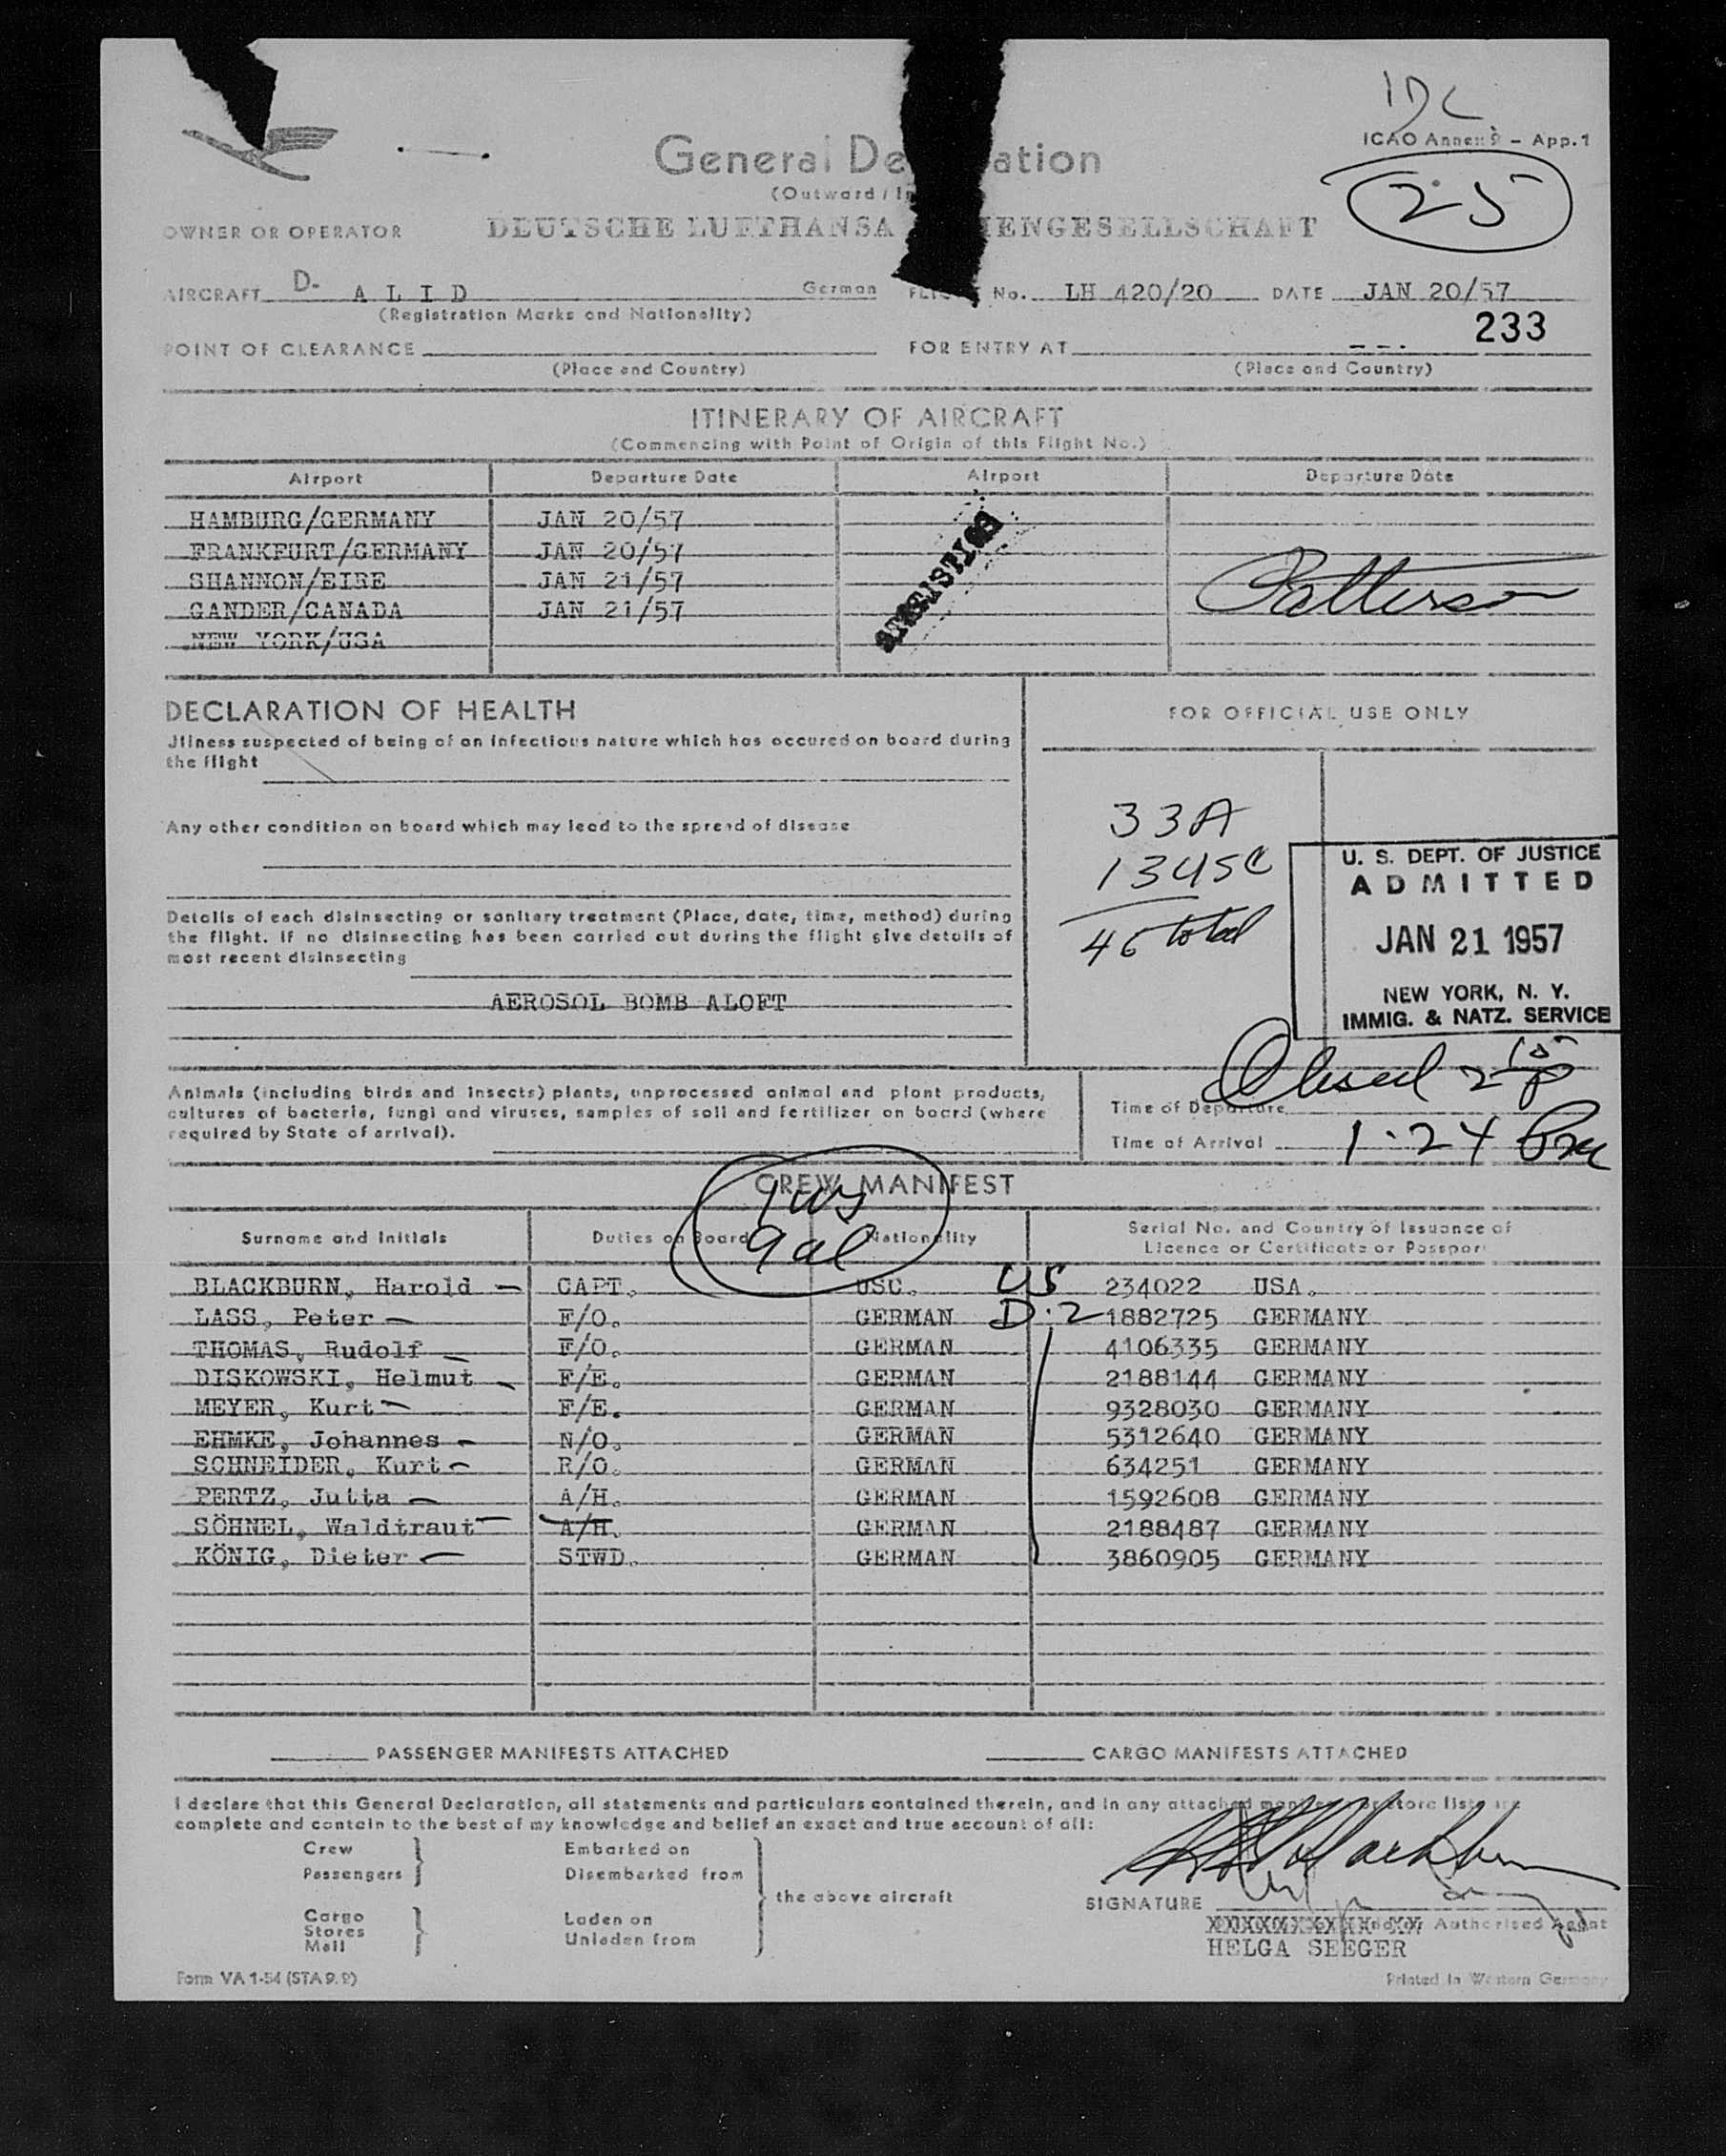 IDL
ICAO Annex 9 – App.1
General De ation
(Outward / In
25
OWNER OR OPERATOR DEUTSCHE LUFTHANSA IENGESELLSCHAFT
AIRCRAFT D- A L I D German FLI No. LH 420/20 DATE JAN 20/57
(Registration Marks and Nationality)
233
POINT OF CLEARANCE FOR ENTRY AT
(Place and Country) (Place and Country)
ITINERARY OF AIRCRAFT
(Commencing with Point of Origin of this Flight No.)
Airport Departure Date Airport Departure Date
HAMBURG/GERMANY JAN 20/57
FRANKFURT/GERMANY JAN 20/57
SHANNON/EIRE JAN 21/57
GANDER/CANADA JAN 21/57
NEW YORK/USA
STATISTICS
Patterson
DECLARATION OF HEALTH
FOR OFFICIAL USE ONLY
Jllness suspected of being of an infectious nature which has occured on board during
the flight
Any other condition on board which may lead to the spread of disease
33A
13 USC
46 total
U. S. DEPT. OF JUSTICE
ADMITTED
JAN 21 1957
NEW YORK, N. Y.
IMMIG. & NATZ. SERVICE
Details of each disinsecting or sanitary treatment (Place, date, time, method) during
the flight. If no disinsecting has been carried out during the flight give details of
most recent disinsecting
AEROSOL BOMB ALOFT
Animals (including birds and insects) plants, unprocessed animal and plant products,
cultures of bacteria, fungi and viruses, samples of soil and fertilizer on board (where
required by State of arrival).
Closed 2 15 P
Time of Departure
Time of Arrival 1:24 Pm
CREW MANIFEST
1 US
9 al
Surname and Initials Duties on Board Nationality Serial No. and Country of Issuance of
Licence or Certificate or Passport
BLACKBURN, Harold CAPT. USC. US 234022 USA.
LASS, Peter F/O. GERMAN D-2 1882725 GERMANY
THOMAS, Rudolf F/O. GERMAN 4106335 GERMANY
DISKOWSKI, Helmut F/E. GERMAN 2188144 GERMANY
MEYER, Kurt F/E. GERMAN 9328030 GERMANY
EHMKE, Johannes N/O. GERMAN 5312640 GERMANY
SCHNEIDER, Kurt R/O. GERMAN 634251 GERMANY
PERTZ, Jutta A/H. GERMAN 1592608 GERMANY
SÖHNEL, Waldtraut A/H. GERMAN 2188487 GERMANY
KÖNIG, Dieter STWD. GERMAN 3860905 GERMANY
PASSENGER MANIFESTS ATTACHED CARGO MANIFESTS ATTACHED
I declare that this General Declaration, all statements and particulars contained therein, and in any attached manifests or store lists are
complete and contain to the best of my knowledge and belief an exact and true account of all:
Crew Embarked on
Passengers Disembarked from
the above aircraft
Cargo Laden on
Stores
Mail Unladen from
SIGNATURE H Blackburn
Authorised Agent
HELGA SEEGER
Form VA 1-54 (STA 9.9)
Printed in Western Germany